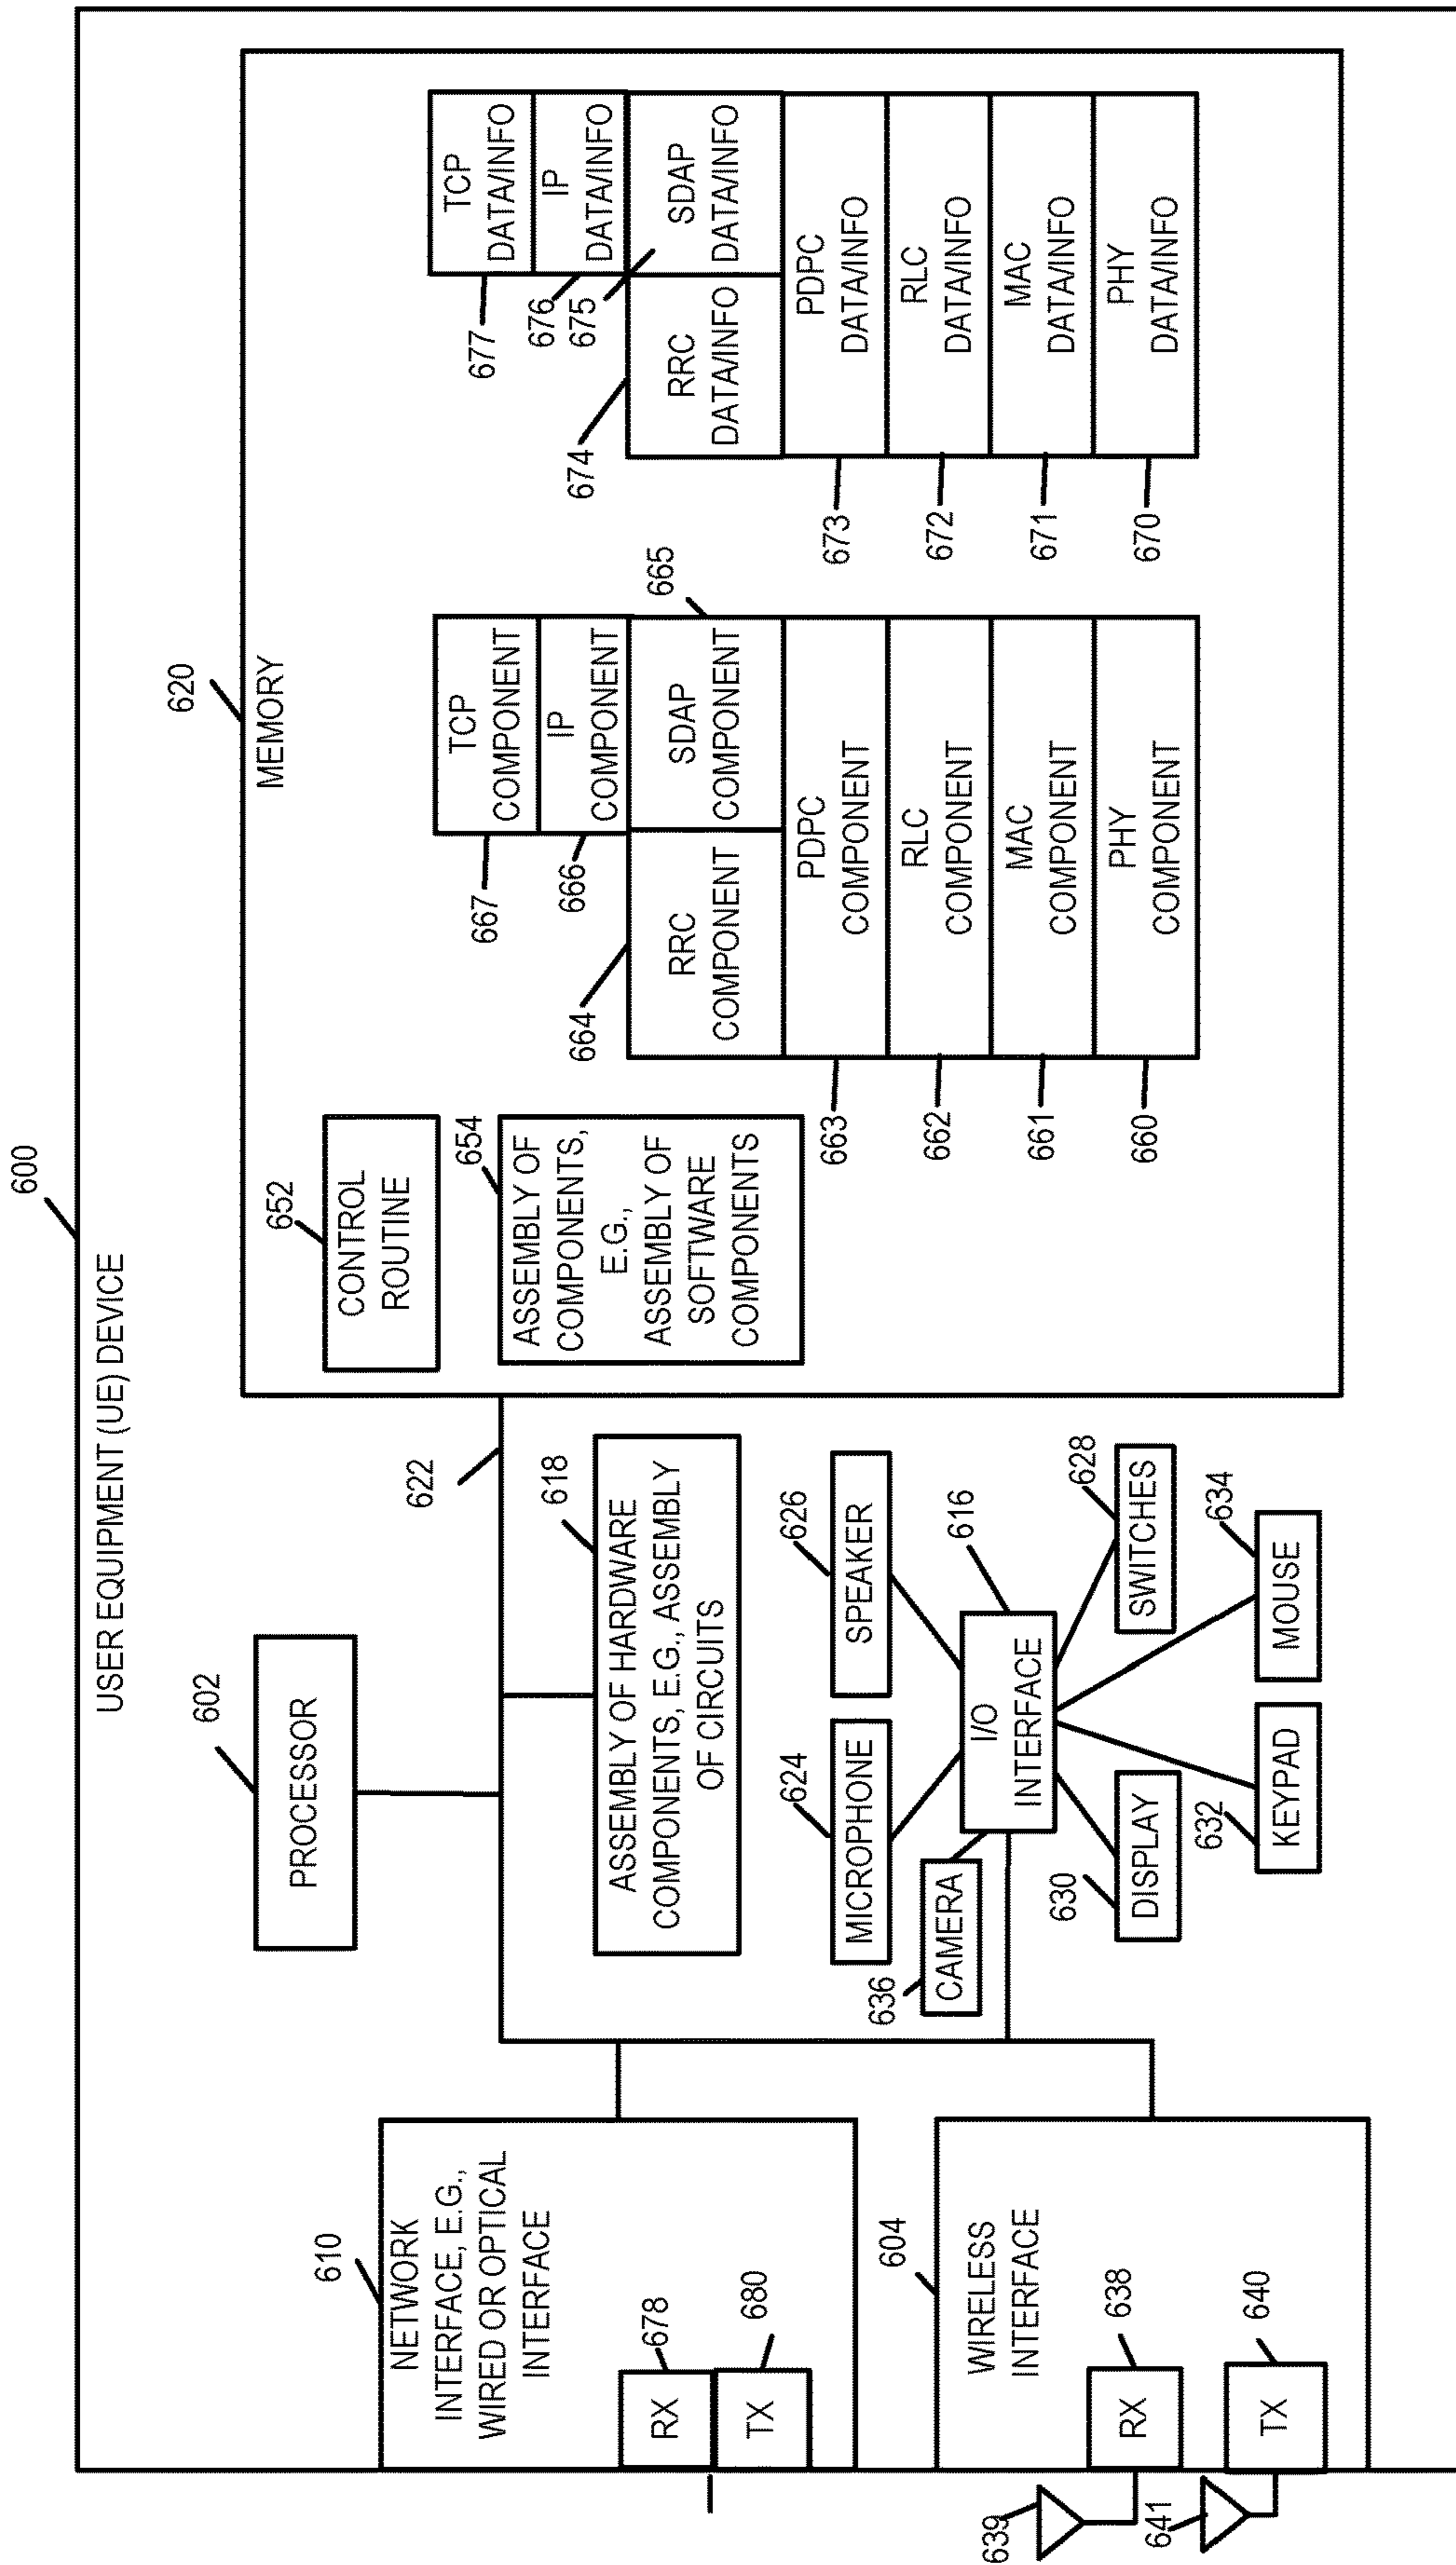 600
USER EQUIPMENT (UE) DEVICE
610
NETWORK
INTERFACE, E.G.,
WIRED OR OPTICAL
INTERFACE
678
RX
680
TX
604
WIRELESS
INTERFACE
638
RX
640
TX
639
641
602
PROCESSOR
622
618
ASSEMBLY OF HARDWARE
COMPONENTS, E.G., ASSEMBLY
OF CIRCUITS
624
MICROPHONE
626
SPEAKER
636
CAMERA
616
I/O
INTERFACE
630
DISPLAY
628
SWITCHES
632
KEYPAD
634
MOUSE
620
MEMORY
652
CONTROL
ROUTINE
654
ASSEMBLY OF
COMPONENTS,
E.G.,
ASSEMBLY OF
SOFTWARE
COMPONENTS
667
TCP
COMPONENT
666
IP
COMPONENT
664
RRC
COMPONENT
665
SDAP
COMPONENT
663
PDPC
COMPONENT
662
RLC
COMPONENT
661
MAC
COMPONENT
660
PHY
COMPONENT
677
TCP
DATA/INFO
676
IP
DATA/INFO
675
674
RRC
DATA/INFO
SDAP
DATA/INFO
673
PDPC
DATA/INFO
672
RLC
DATA/INFO
671
MAC
DATA/INFO
670
PHY
DATA/INFO